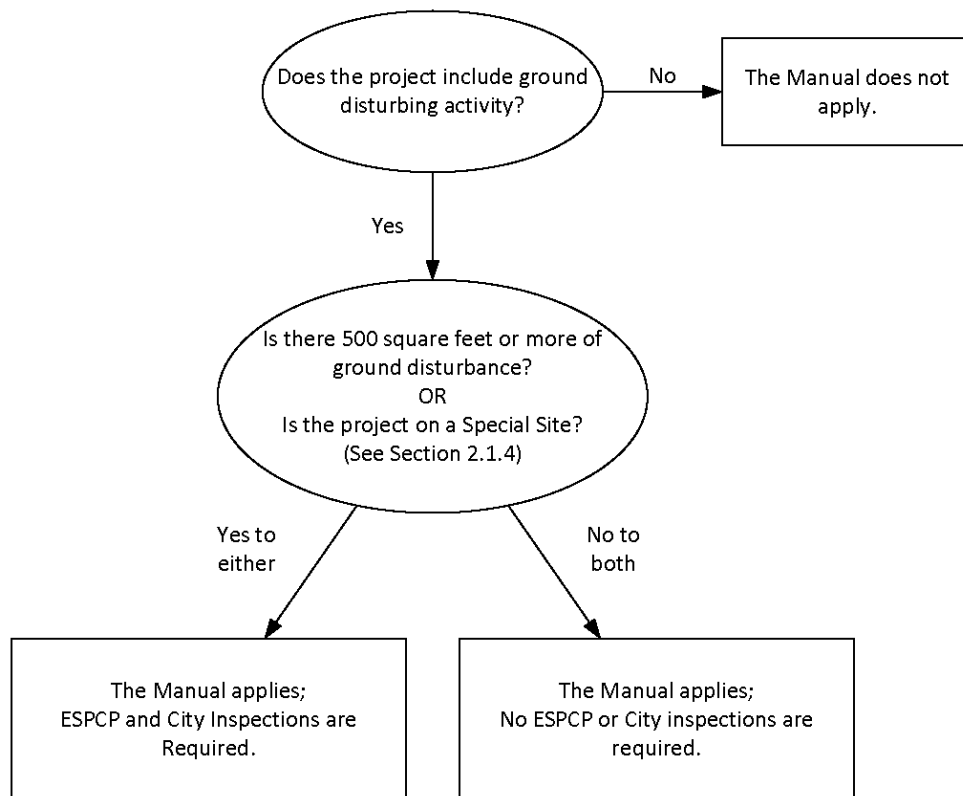 Does the project include ground
disturbing activity?
No
The Manual does not
apply.
Yes
Is there 500 square feet or more of
ground disturbance?
OR
Is the project on a Special Site?
(See Section 2.1.4)
Yes to
either
No to
both
The Manual applies;
ESPCP and City Inspections are
Required.
The Manual applies;
No ESPCP or City inspections are
required.